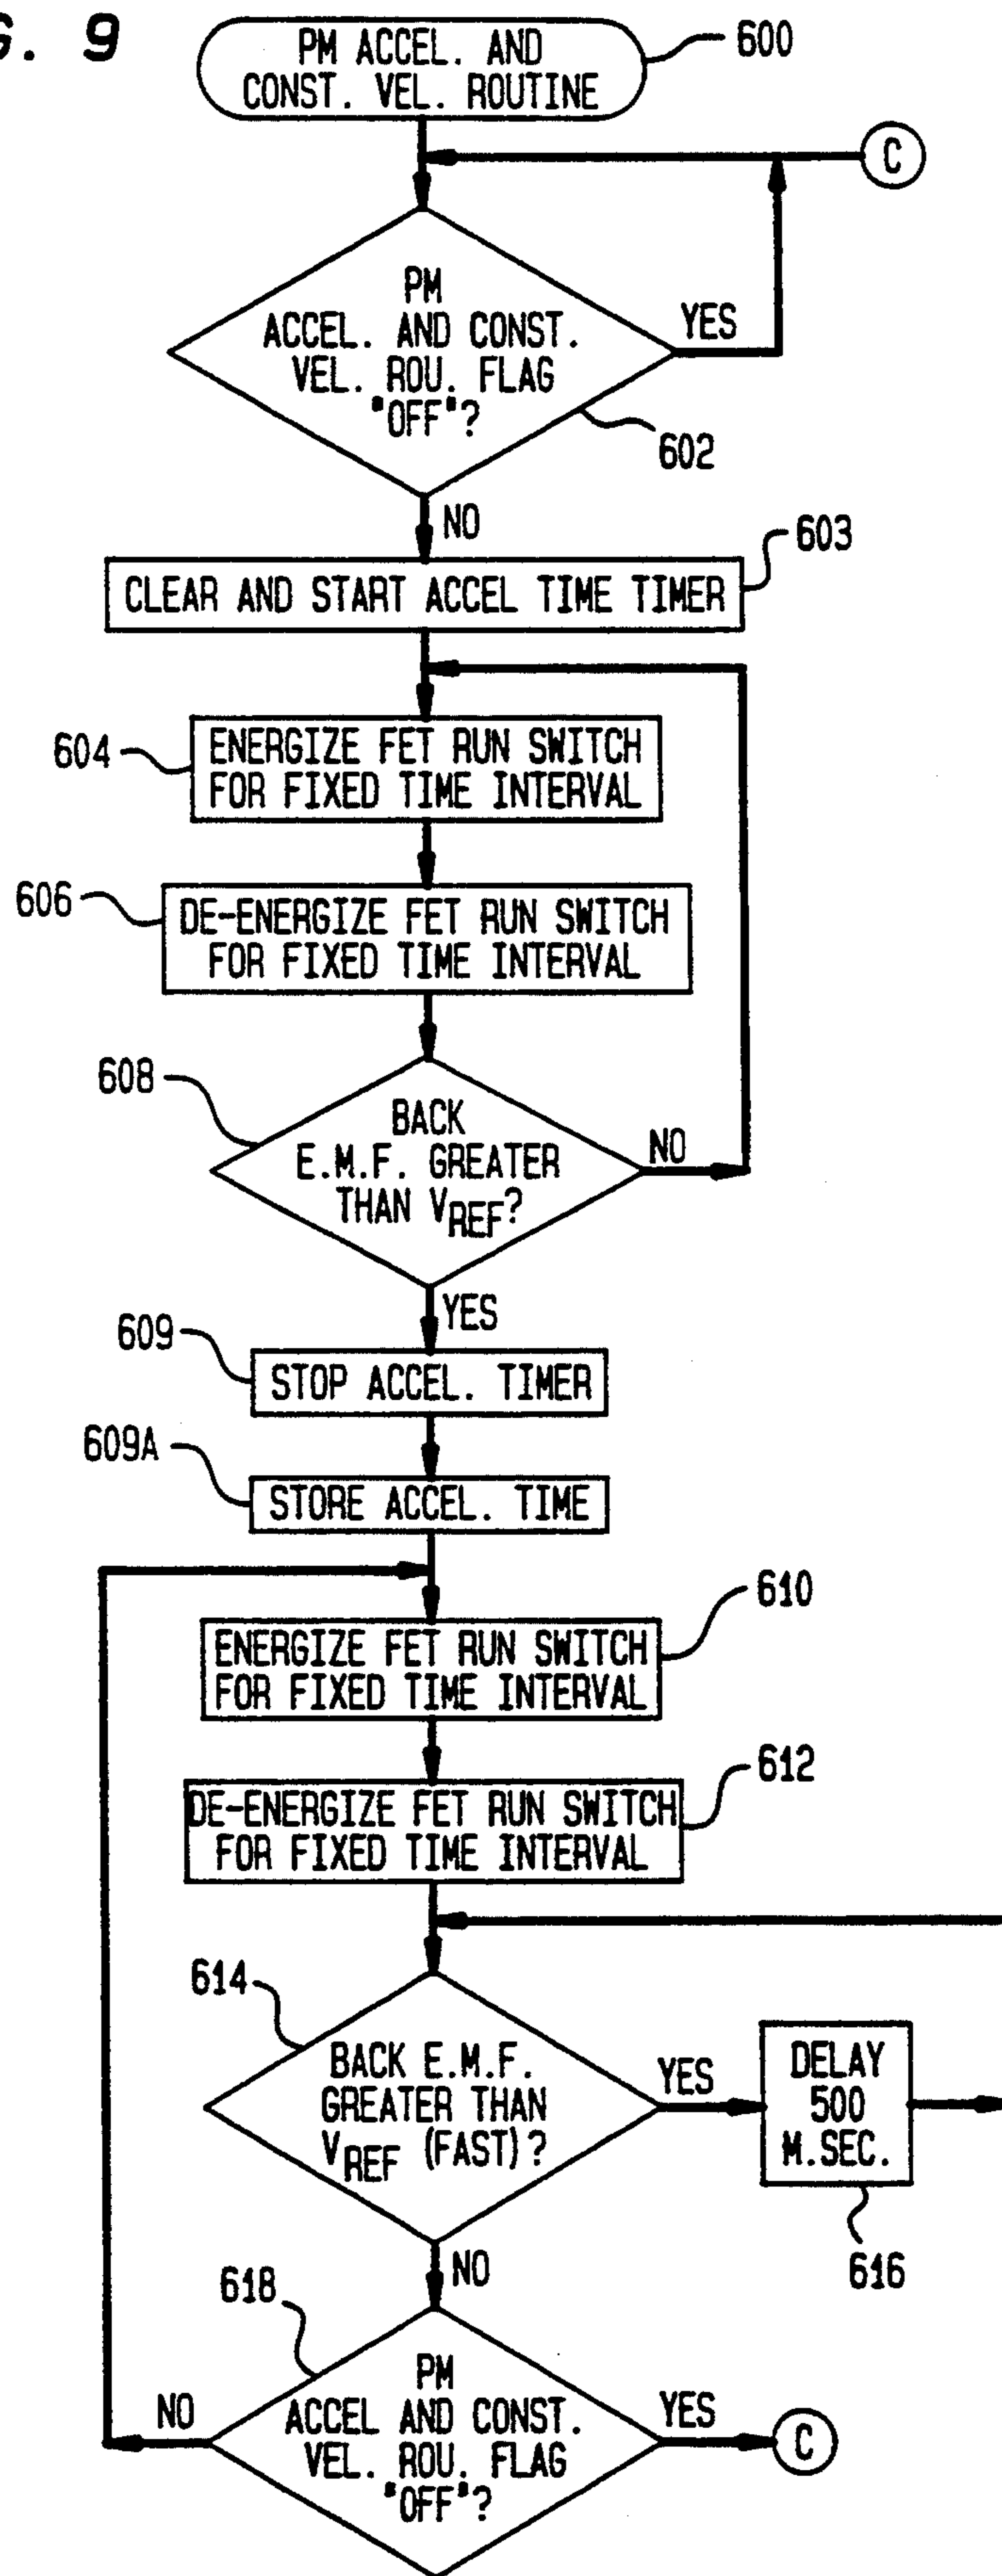 G. 9
PM ACCEL. AND
CONST. VEL. ROUTINE
600
C
PM
ACCEL. AND CONST.
VEL. ROU. FLAG
"OFF"?
YES
602
NO
603
CLEAR AND START ACCEL TIME TIMER
604
ENERGIZE FET RUN SWITCH
FOR FIXED TIME INTERVAL
606
DE-ENERGIZE FET RUN SWITCH
FOR FIXED TIME INTERVAL
608
BACK
E.M.F. GREATER
THAN VREF?
NO
YES
609
STOP ACCEL. TIMER
609A
STORE ACCEL. TIME
610
ENERGIZE FET RUN SWITCH
FOR FIXED TIME INTERVAL
612
DE-ENERGIZE FET RUN SWITCH
FOR FIXED TIME INTERVAL
614
BACK E.M.F.
GREATER THAN
VREF (FAST)?
YES
DELAY
500
M.SEC.
616
NO
618
PM
ACCEL AND CONST.
VEL. ROU. FLAG
"OFF"?
NO
YES
C